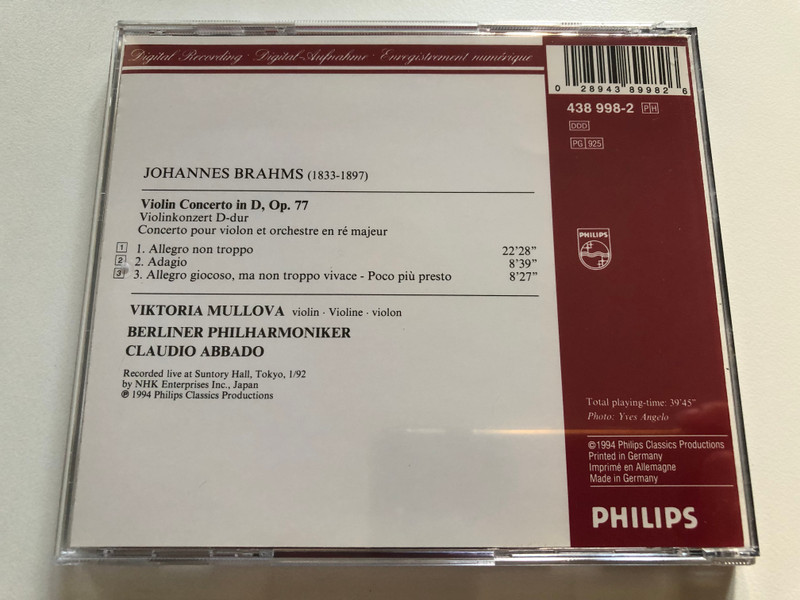 Digital Recording · Digital-Aufnahme · Enregistrement numérique
JOHANNES BRAHMS (1833-1897)
Violin Concerto in D, Op. 77
Violinkonzert D-dur
Concerto pour violon et orchestre en ré majeur
1 1. Allegro non troppo 22'28"
2 2. Adagio 8'39"
3 3. Allegro giocoso, ma non troppo vivace - Poco più presto 8'27"
VIKTORIA MULLOVA violin · Violine · violon
BERLINER PHILHARMONIKER
CLAUDIO ABBADO
Recorded live at Suntory Hall, Tokyo, 1/92
by NHK Enterprises Inc., Japan
℗ 1994 Philips Classics Productions
0 28943 89982 6
438 998-2 PH
DDD
PG 925
PHILIPS
Total playing-time: 39'45"
Photo: Yves Angelo
©1994 Philips Classics Productions
Printed in Germany
Imprimé en Allemagne
Made in Germany
PHILIPS